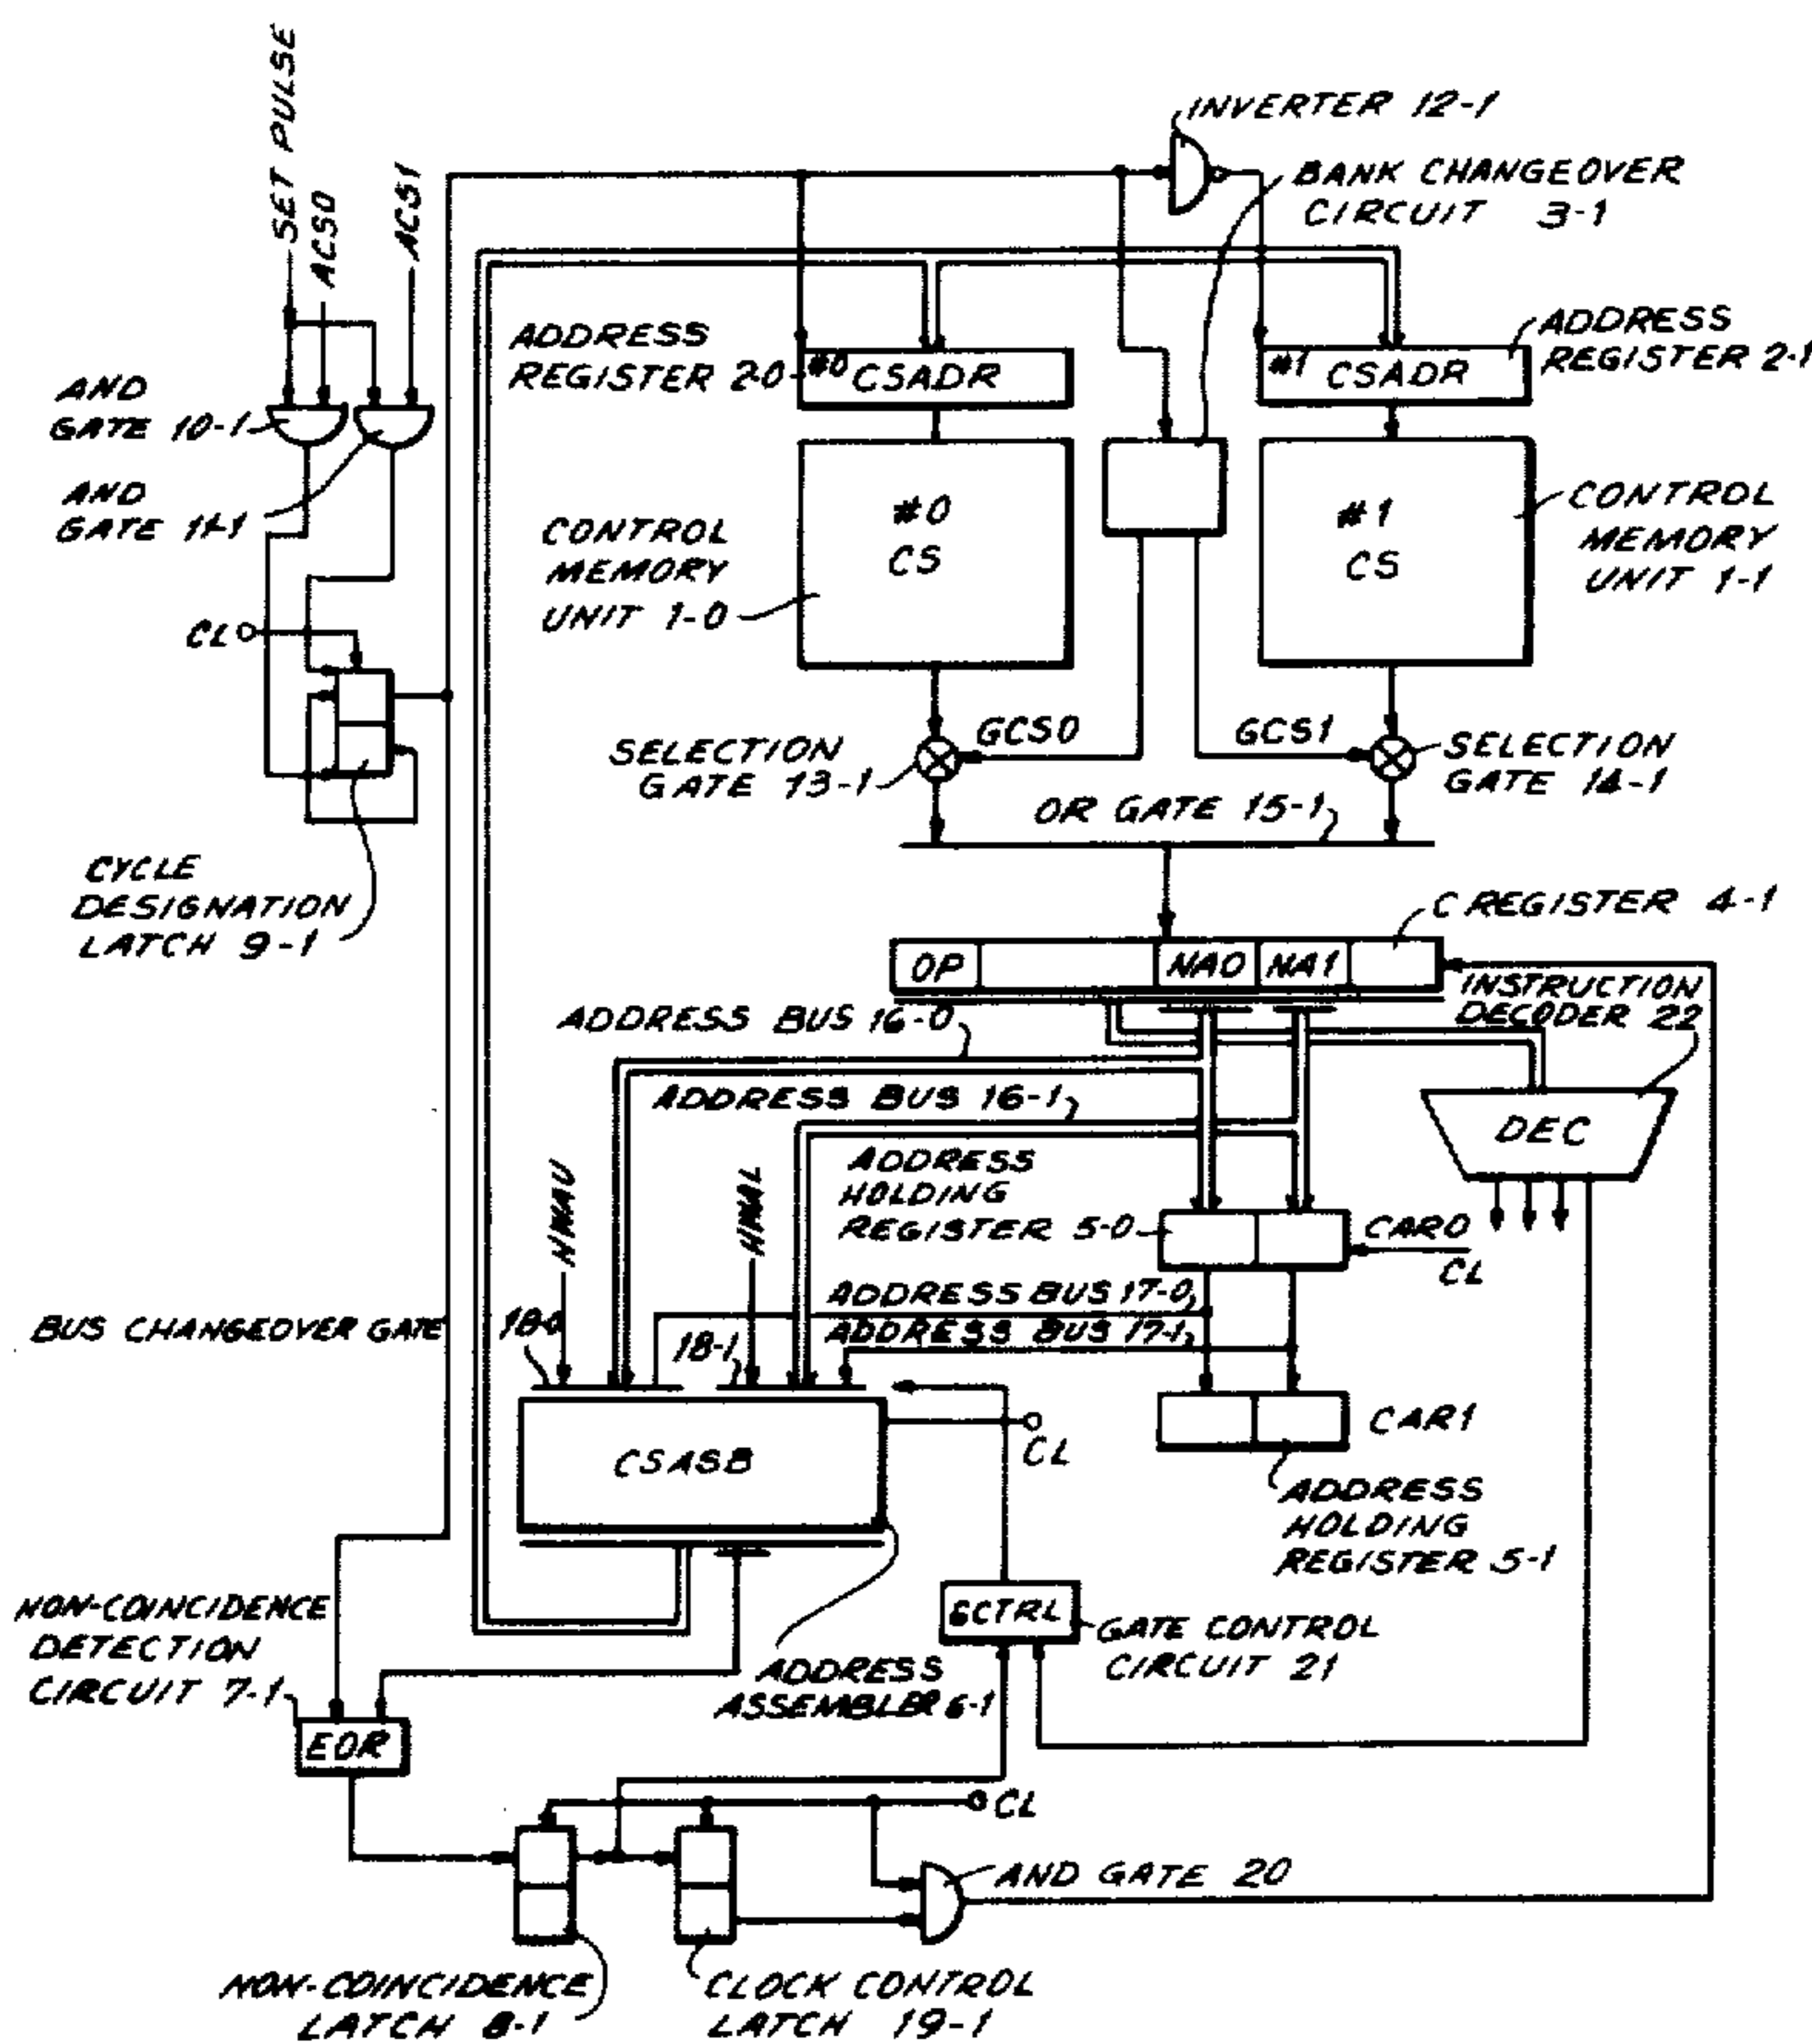 SET PULSE
ACS0
ACS1
INVERTER 12-1
BANK CHANGEOVER
CIRCUIT 3-1
ADDRESS
REGISTER 2-0
#0 CSADR
#1 CSADR
ADDRESS
REGISTER 2-1
AND
GATE 10-1
AND
GATE 11-1
CONTROL
MEMORY
UNIT 1-0
#0
CS
#1
CS
CONTROL
MEMORY
UNIT 1-1
CL
SELECTION
GATE 13-1
GCS0
GCS1
SELECTION
GATE 14-1
OR GATE 15-1
CYCLE
DESIGNATION
LATCH 9-1
C REGISTER 4-1
OP
NA0
NA1
INSTRUCTION
DECODER 22
ADDRESS BUS 16-0
ADDRESS BUS 16-1
DEC
NMAU
NMAL
ADDRESS
HOLDING
REGISTER 5-0
CAR0
CL
ADDRESS BUS 17-0
ADDRESS BUS 17-1
BUS CHANGEOVER GATE
18-0
18-1
CSASB
CL
CAR1
ADDRESS
HOLDING
REGISTER 5-1
NON-COINCIDENCE
DETECTION
CIRCUIT 7-1
GCTRL
GATE CONTROL
CIRCUIT 21
ADDRESS
ASSEMBLER 6-1
EOR
CL
AND GATE 20
NON-COINCIDENCE
LATCH 8-1
CLOCK CONTROL
LATCH 19-1